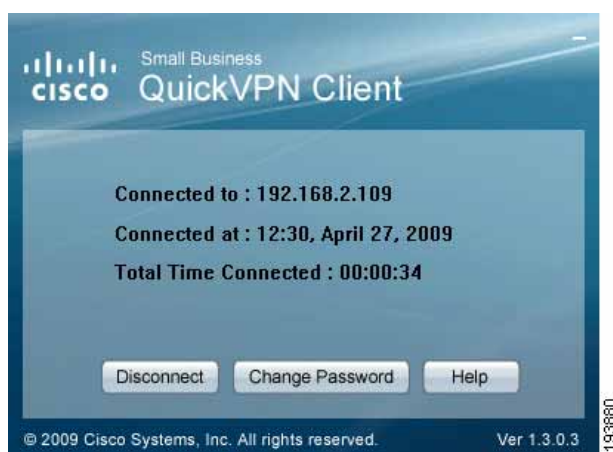 Small Business
CISCO QuickVPN Client
Connected to : 192.168.2.109
Connected at : 12:30, April 27, 2009
Total Time Connected : 00:00:34
Disconnect Change Password Help
© 2009 Cisco Systems, Inc. All rights reserved. Ver 1.3.0.3
193880